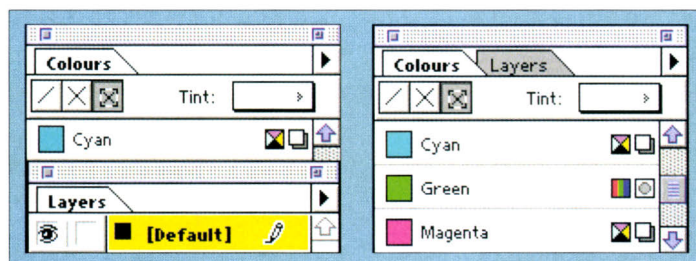 Colours
Tint:
Cyan
Layers
[Default]
Colours Layers
Tint:
Cyan
Green
Magenta